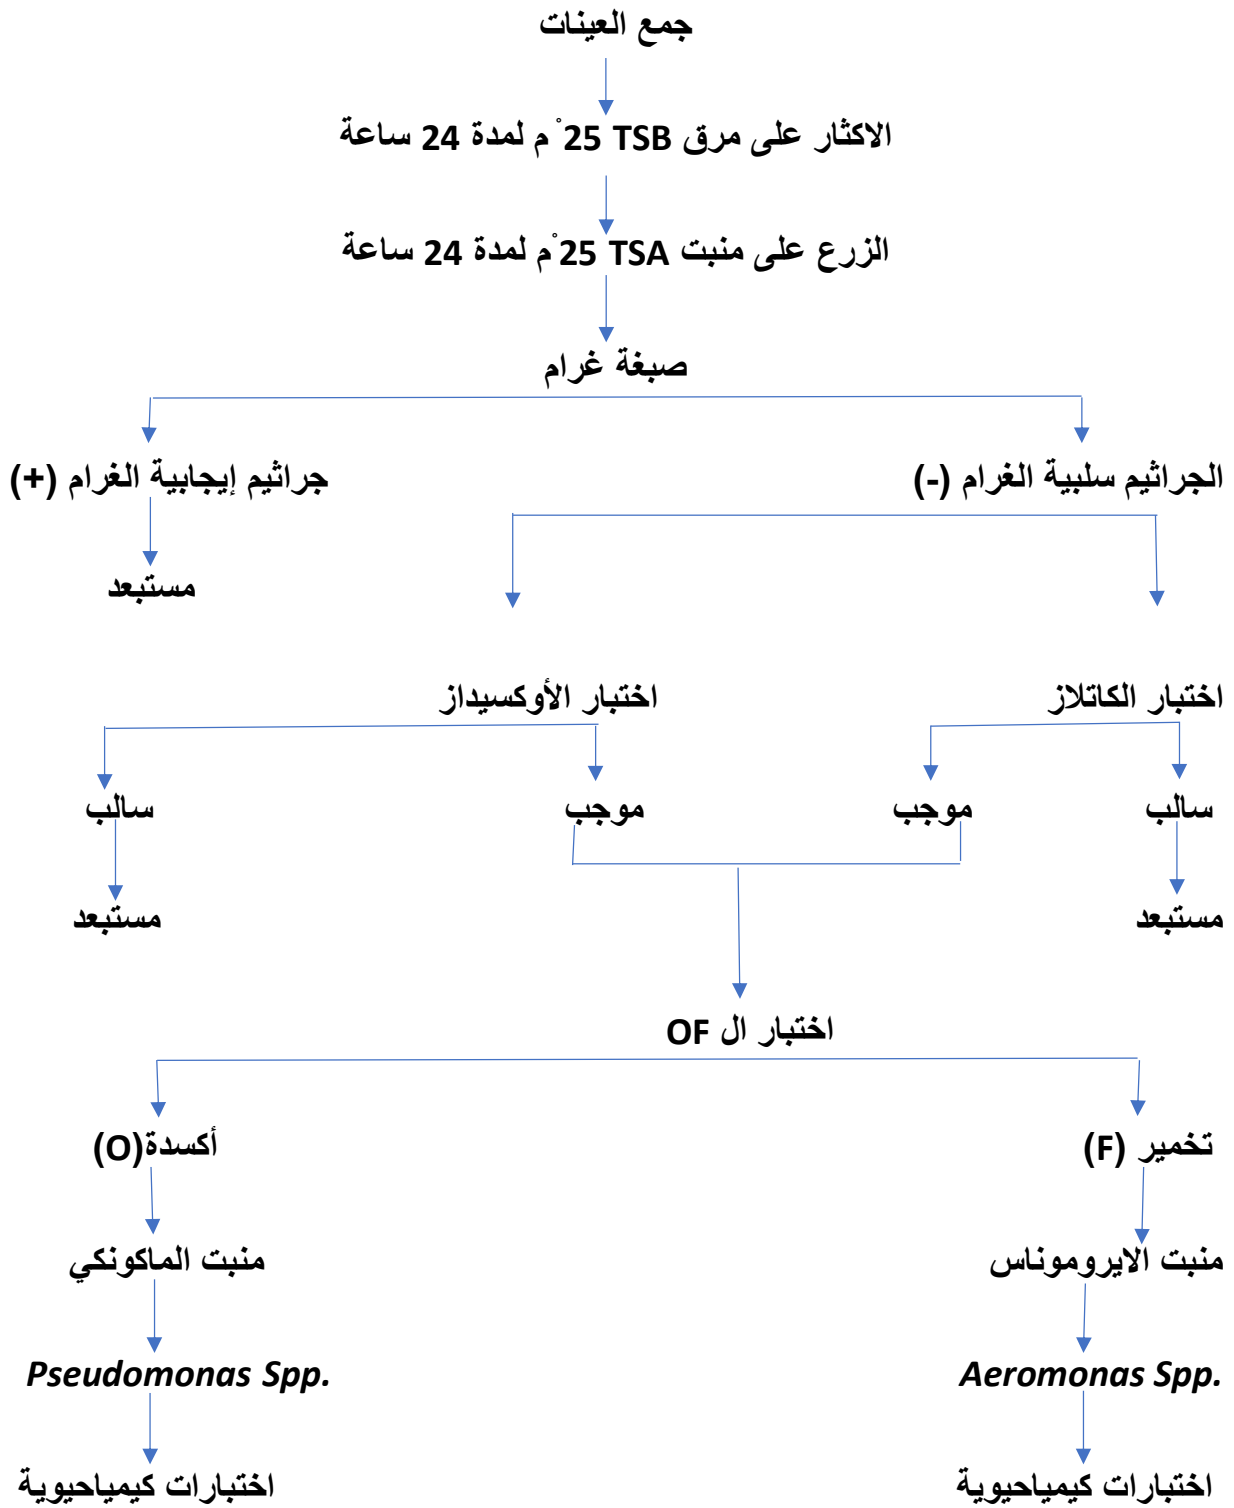 جمع العينات
الاكثار على مرق TSB 25 ْ م لمدة 24 ساعة
الزرع على منبت TSA 25 ْم لمدة 24 ساعة
صبغة غرام
الجراثيم سلبية الغرام (-)
جراثيم إيجابية الغرام (+)
مستبعد
اختبار الكاتلاز
اختبار الأوكسيداز
سالب
موجب
موجب
سالب
مستبعد
مستبعد
اختبار ال OF
تخمير (F)
أكسدة(O)
منبت الايروموناس
منبت الماكونكي
Aeromonas Spp.
Pseudomonas Spp.
اختبارات كيمياحيوية
اختبارات كيمياحيوية